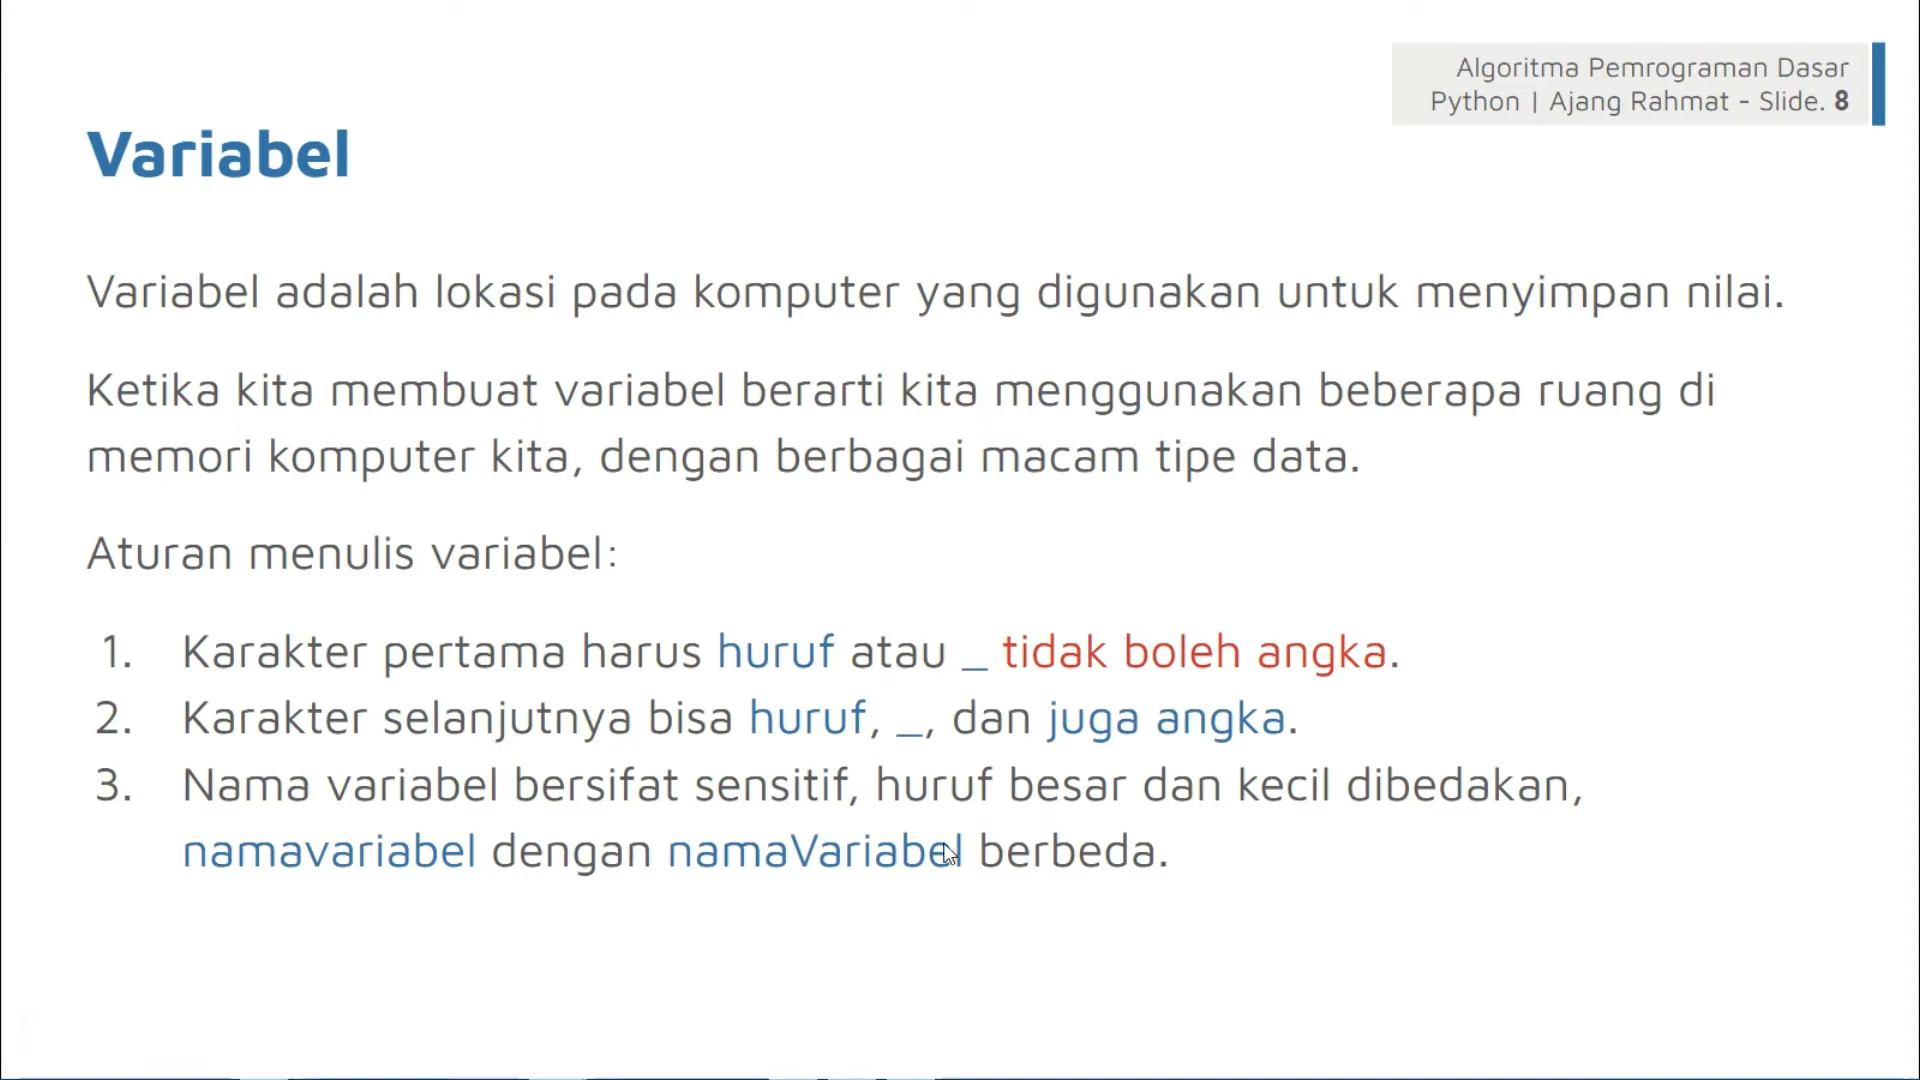 Algoritma Pemrograman Dasar
Python | Ajang Rahmat - Slide. 8
Variabel
Variabel adalah lokasi pada komputer yang digunakan untuk menyimpan nilai.
Ketika kita membuat variabel berarti kita menggunakan beberapa ruang di
memori komputer kita, dengan berbagai macam tipe data.
Aturan menulis variabel:
1. Karakter pertama harus huruf atau _ tidak boleh angka.
2. Karakter selanjutnya bisa huruf, _, dan juga angka.
3. Nama variabel bersifat sensitif, huruf besar dan kecil dibedakan,
namavariabel dengan namaVariabel berbeda.